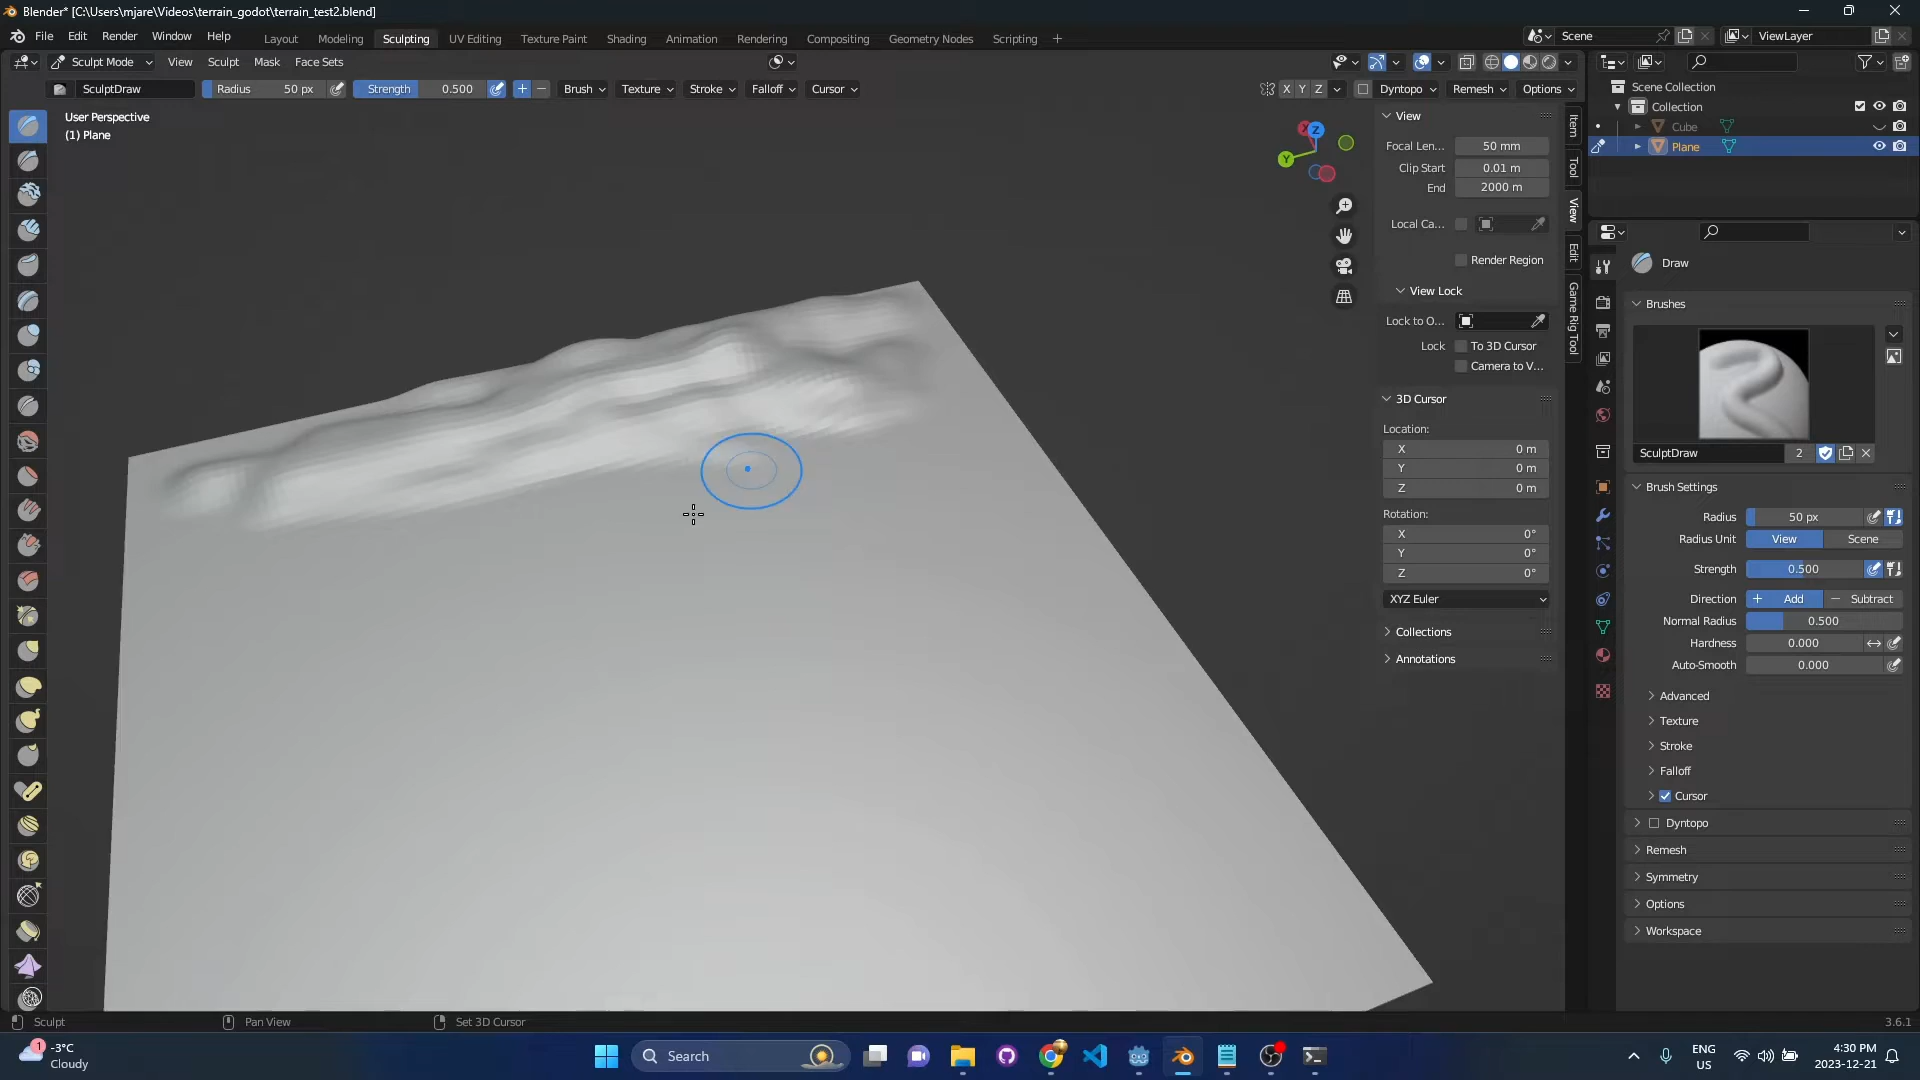 Blender* [C:\Users\mjare\Videos\terrain_godot\terrain_test2.blend]
File Edit Render Window Help Layout Modeling Sculpting UV Editing Texture Paint Shading Animation Rendering Compositing Geometry Nodes Scripting + Scene ViewLayer
Sculpt Mode View Sculpt Mask Face Sets
SculptDraw Radius 50 px Strength 0.500 Brush Texture Stroke Falloff Cursor X Y Z Dyntopo Remesh Options
User Perspective
(1) Plane
X Z Y
View
Focal Len... 50 mm
Clip Start 0.01 m
End 2000 m
Local Ca...
Render Region
View Lock
Lock to O...
Lock To 3D Cursor
Camera to V...
3D Cursor
Location:
X 0 m
Y 0 m
Z 0 m
Rotation:
X 0°
Y 0°
Z 0°
XYZ Euler
Collections
Annotations
Item
Tool
View
Edit
Game Rig Tool
Scene Collection
Collection
Cube
Plane
Draw
Brushes
SculptDraw 2
Brush Settings
Radius 50 px
Radius Unit View Scene
Strength 0.500
Direction + Add − Subtract
Normal Radius 0.500
Hardness 0.000
Auto-Smooth 0.000
Advanced
Texture
Stroke
Falloff
Cursor
Dyntopo
Remesh
Symmetry
Options
Workspace
Sculpt Pan View Set 3D Cursor 3.6.1
1 -3°C
Cloudy
Search
ENG
US
4:30 PM
2023-12-21